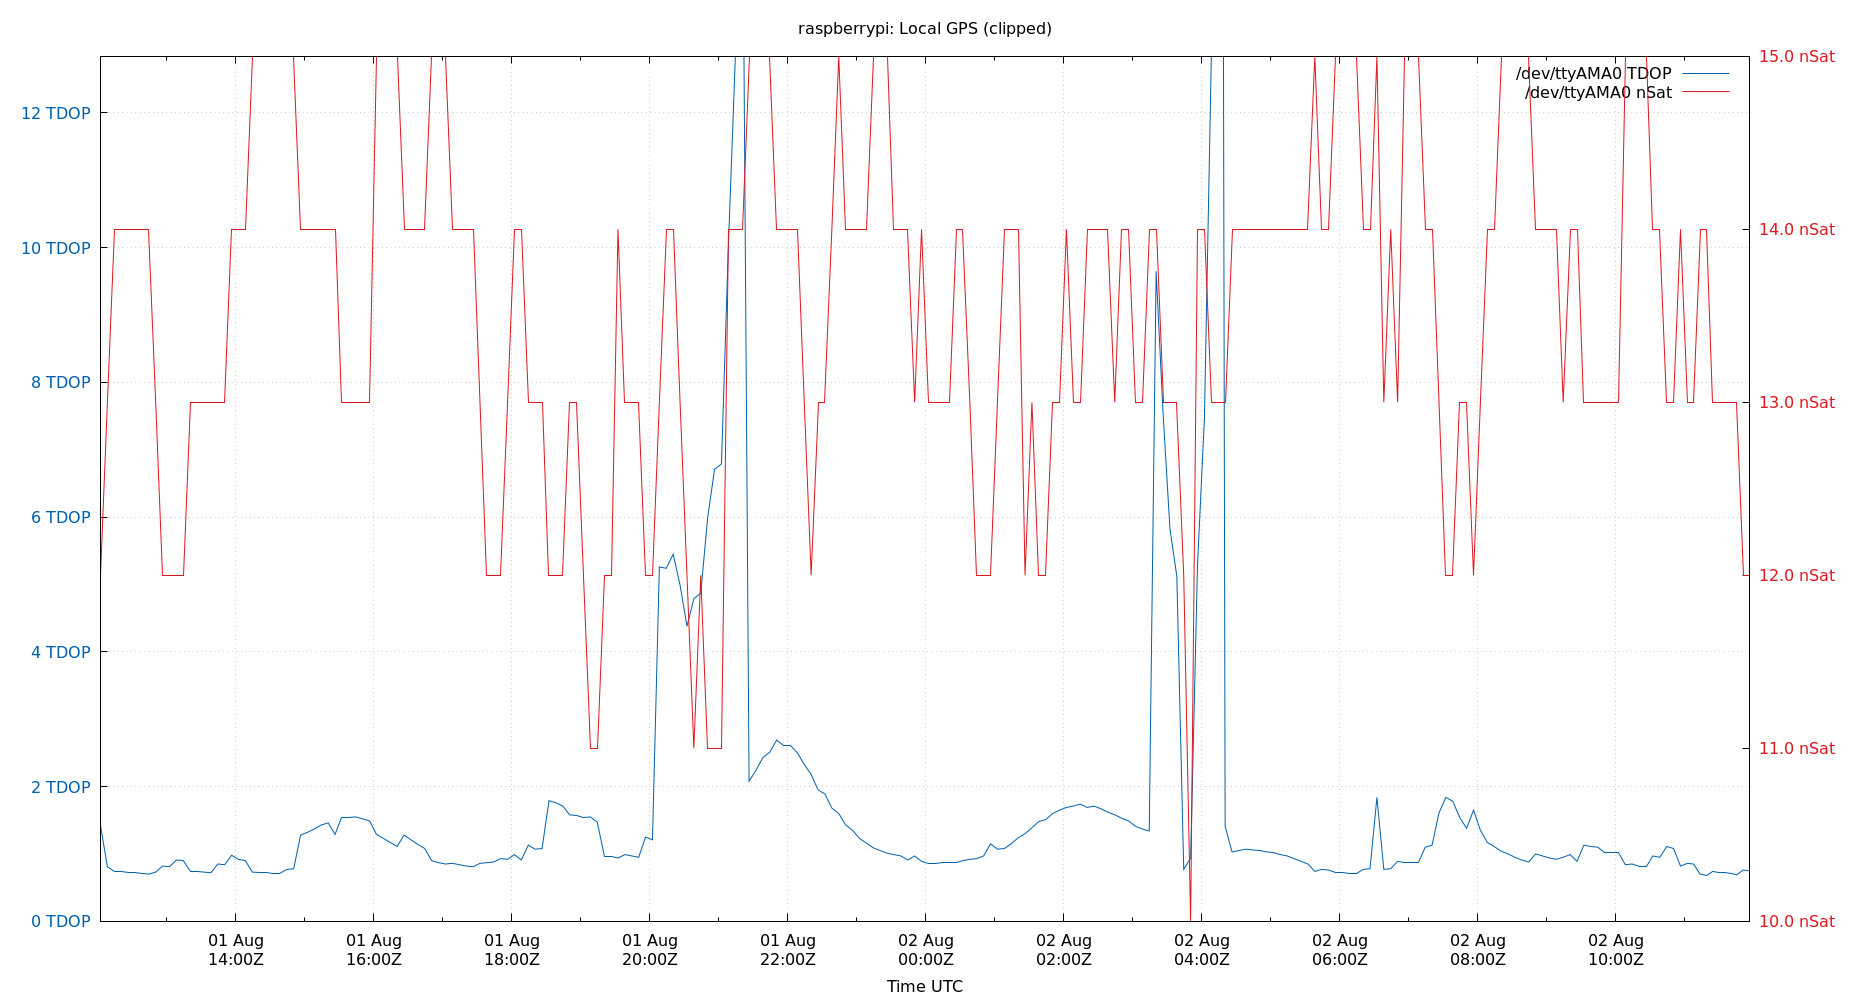 raspberrypi: Local GPS (clipped)
/dev/ttyAMA0 TDOP
/dev/ttyAMA0 nSat
12 TDOP
10 TDOP
8 TDOP
6 TDOP
4 TDOP
2 TDOP
0 TDOP
15.0 nSat
14.0 nSat
13.0 nSat
12.0 nSat
11.0 nSat
10.0 nSat
01 Aug
14:00Z
01 Aug
16:00Z
01 Aug
18:00Z
01 Aug
20:00Z
01 Aug
22:00Z
02 Aug
00:00Z
02 Aug
02:00Z
02 Aug
04:00Z
02 Aug
06:00Z
02 Aug
08:00Z
02 Aug
10:00Z
Time UTC